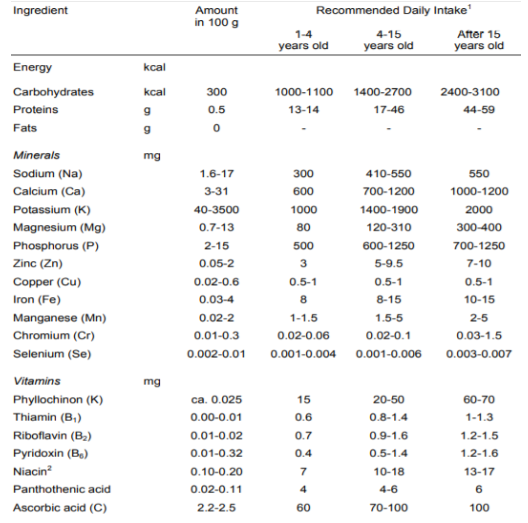 Ingredient Amount in 100 g Recommended Daily Intake1
1-4 years old 4-15 years old After 15 years old
Energy kcal
Carbohydrates kcal 300 1000-1100 1400-2700 2400-3100
Proteins g 0.5 13-14 17-46 44-59
Fats g 0 - - -
Minerals mg
Sodium (Na) 1.6-17 300 410-550 550
Calcium (Ca) 3-31 600 700-1200 1000-1200
Potassium (K) 40-3500 1000 1400-1900 2000
Magnesium (Mg) 0.7-13 80 120-310 300-400
Phosphorus (P) 2-15 500 600-1250 700-1250
Zinc (Zn) 0.05-2 3 5-9.5 7-10
Copper (Cu) 0.02-0.6 0.5-1 0.5-1 0.5-1
Iron (Fe) 0.03-4 8 8-15 10-15
Manganese (Mn) 0.02-2 1-1.5 1.5-5 2-5
Chromium (Cr) 0.01-0.3 0.02-0.06 0.02-0.1 0.03-1.5
Selenium (Se) 0.002-0.01 0.001-0.004 0.001-0.006 0.003-0.007
Vitamins mg
Phyllochinon (K) ca. 0.025 15 20-50 60-70
Thiamin (B1) 0.00-0.01 0.6 0.8-1.4 1-1.3
Riboflavin (B2) 0.01-0.02 0.7 0.9-1.6 1.2-1.5
Pyridoxin (B6) 0.01-0.32 0.4 0.5-1.4 1.2-1.6
Niacin2 0.10-0.20 7 10-18 13-17
Panthothenic acid 0.02-0.11 4 4-6 6
Ascorbic acid (C) 2.2-2.5 60 70-100 100